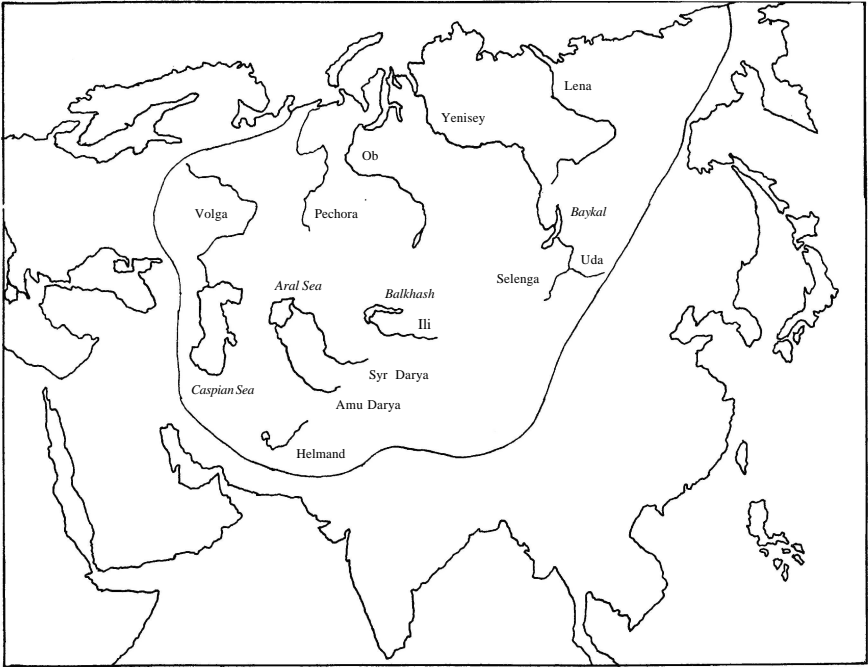 Lena
Yenisey
Ob
Baykal
Volga
Pechora
Uda
Selenga
Aral Sea
Balkhash
Ili
Syr Darya
Caspian Sea
Amu Darya
Helmand